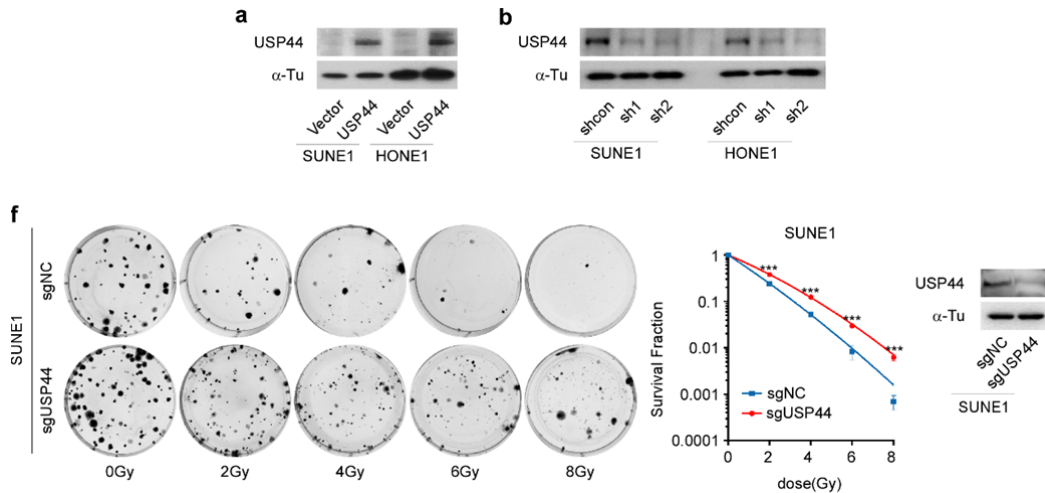 a
USP44
α-Tu
Vector
USP44
Vector
USP44
SUNE1
HONE1
b
USP44
α-Tu
shcon
sh1
sh2
shcon
sh1
sh2
SUNE1
HONE1
f
SUNE1
sgNC
sgUSP44
0Gy
2Gy
4Gy
6Gy
8Gy
SUNE1
Survival Fraction
1
0.1
0.01
0.001
0.0001
***
***
***
***
sgNC
sgUSP44
0
2
4
6
8
dose(Gy)
USP44
α-Tu
sgNC
sgUSP44
SUNE1